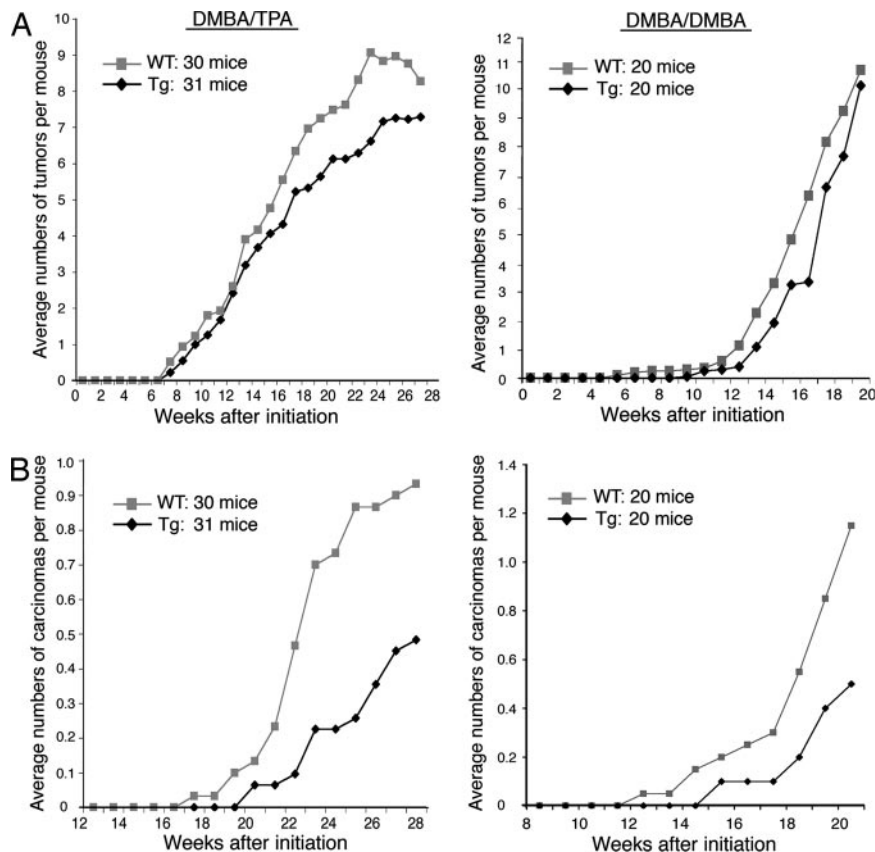 A
DMBA/TPA
DMBA/DMBA
Average numbers of tumors per mouse
10
9
8
7
6
5
4
3
2
1
0
WT: 30 mice
Tg: 31 mice
0 2 4 6 8 10 12 14 16 18 20 22 24 26 28
Weeks after initiation
Average numbers of tumors per mouse
12
11
10
9
8
7
6
5
4
3
2
1
0
WT: 20 mice
Tg: 20 mice
0 2 4 6 8 10 12 14 16 18 20
Weeks after initiation
B
Average numbers of carcinomas per mouse
1.0
0.9
0.8
0.7
0.6
0.5
0.4
0.3
0.2
0.1
0
WT: 30 mice
Tg: 31 mice
12 14 16 18 20 22 24 26 28
Weeks after initiation
Average numbers of carcinomas per mouse
1.4
1.2
1.0
0.8
0.6
0.4
0.2
0
WT: 20 mice
Tg: 20 mice
8 10 12 14 16 18 20
Weeks after initiation